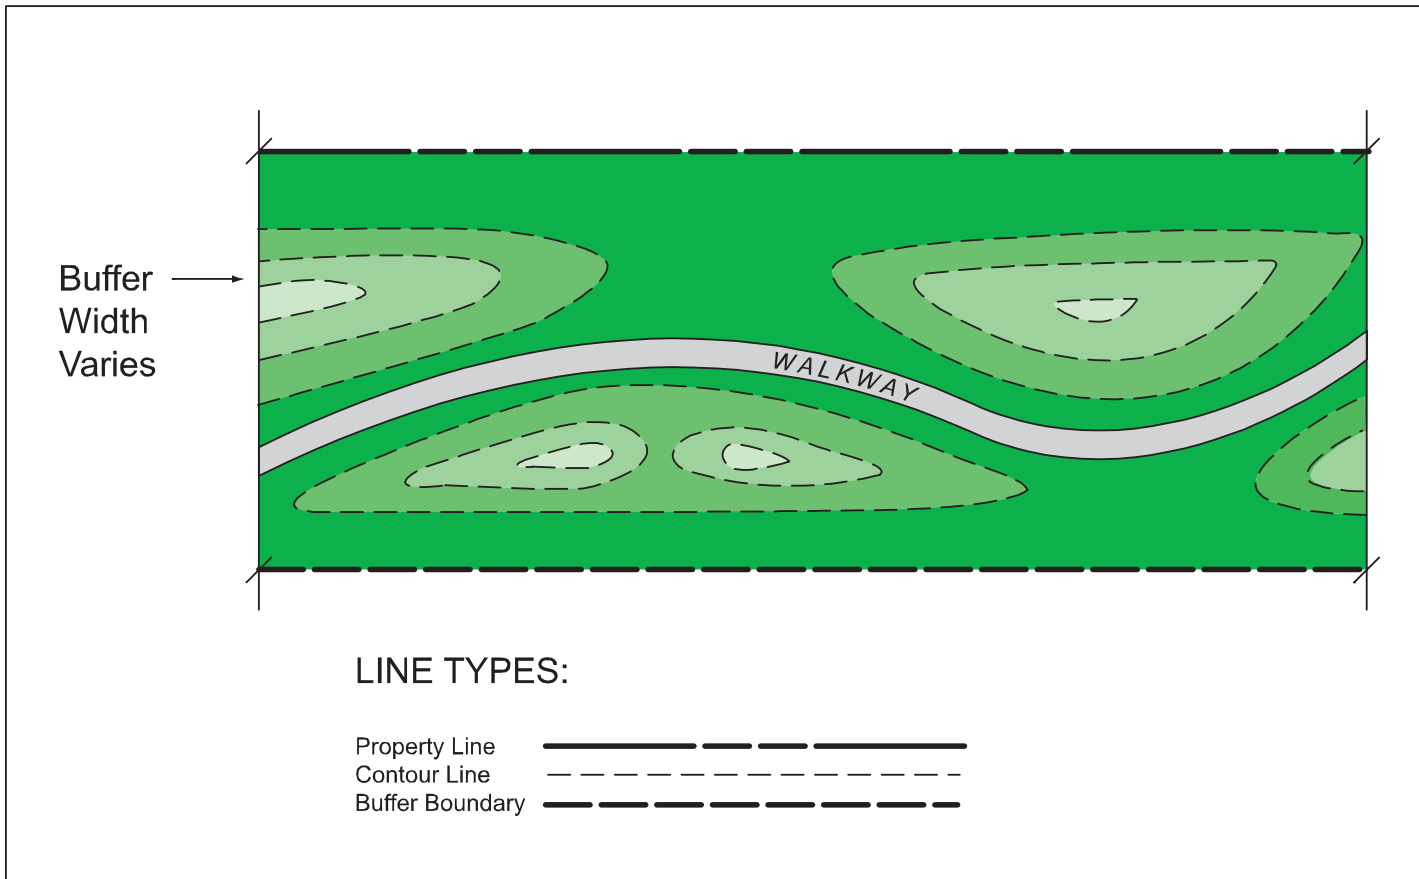 Buffer
Width
Varies
WALKWAY
LINE TYPES:
Property Line
Contour Line
Buffer Boundary